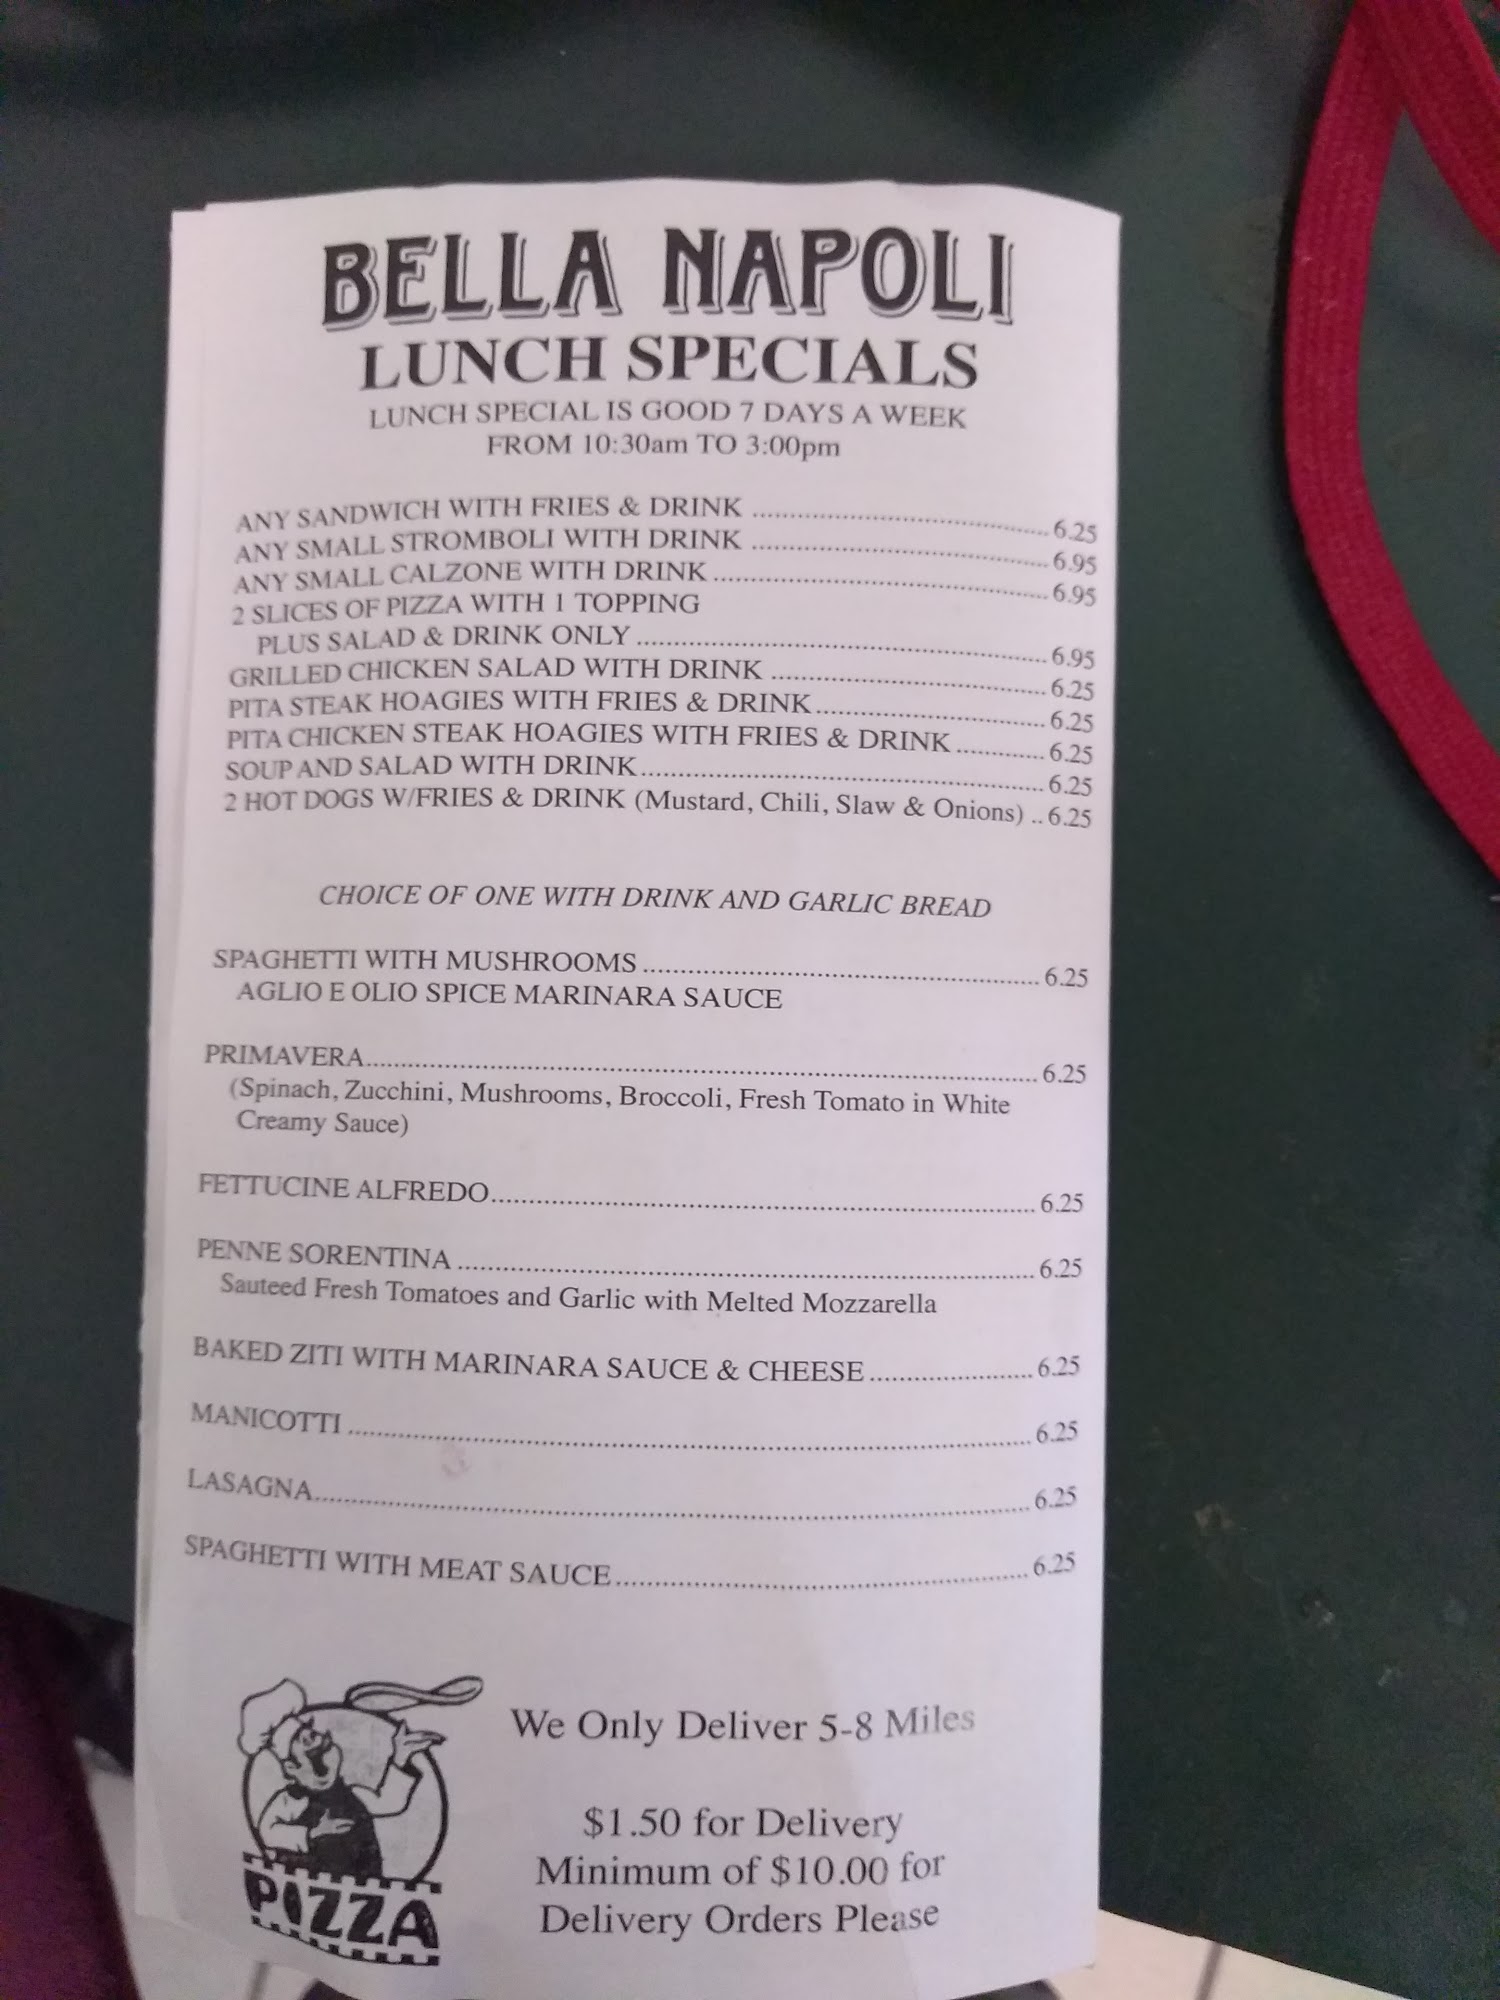 BELLA NAPOLI
LUNCH SPECIALS
LUNCH SPECIAL IS GOOD 7 DAYS A WEEK
FROM 10:30am TO 3:00pm
ANY SANDWICH WITH FRIES & DRINK ........ 6.25
ANY SMALL STROMBOLI WITH DRINK ........ 6.95
ANY SMALL CALZONE WITH DRINK ........ 6.95
2 SLICES OF PIZZA WITH 1 TOPPING
PLUS SALAD & DRINK ONLY ........ 6.95
GRILLED CHICKEN SALAD WITH DRINK ........ 6.25
PITA STEAK HOAGIES WITH FRIES & DRINK ........ 6.25
PITA CHICKEN STEAK HOAGIES WITH FRIES & DRINK ........ 6.25
SOUP AND SALAD WITH DRINK ........ 6.25
2 HOT DOGS W/FRIES & DRINK (Mustard, Chili, Slaw & Onions) .. 6.25
CHOICE OF ONE WITH DRINK AND GARLIC BREAD
SPAGHETTI WITH MUSHROOMS ........ 6.25
AGLIO E OLIO SPICE MARINARA SAUCE
PRIMAVERA ........ 6.25
(Spinach, Zucchini, Mushrooms, Broccoli, Fresh Tomato in White
Creamy Sauce)
FETTUCINE ALFREDO ........ 6.25
PENNE SORENTINA ........ 6.25
Sauteed Fresh Tomatoes and Garlic with Melted Mozzarella
BAKED ZITI WITH MARINARA SAUCE & CHEESE ........ 6.25
MANICOTTI ........ 6.25
LASAGNA ........ 6.25
SPAGHETTI WITH MEAT SAUCE ........ 6.25
We Only Deliver 5-8 Miles
$1.50 for Delivery
Minimum of $10.00 for
Delivery Orders Please
PIZZA